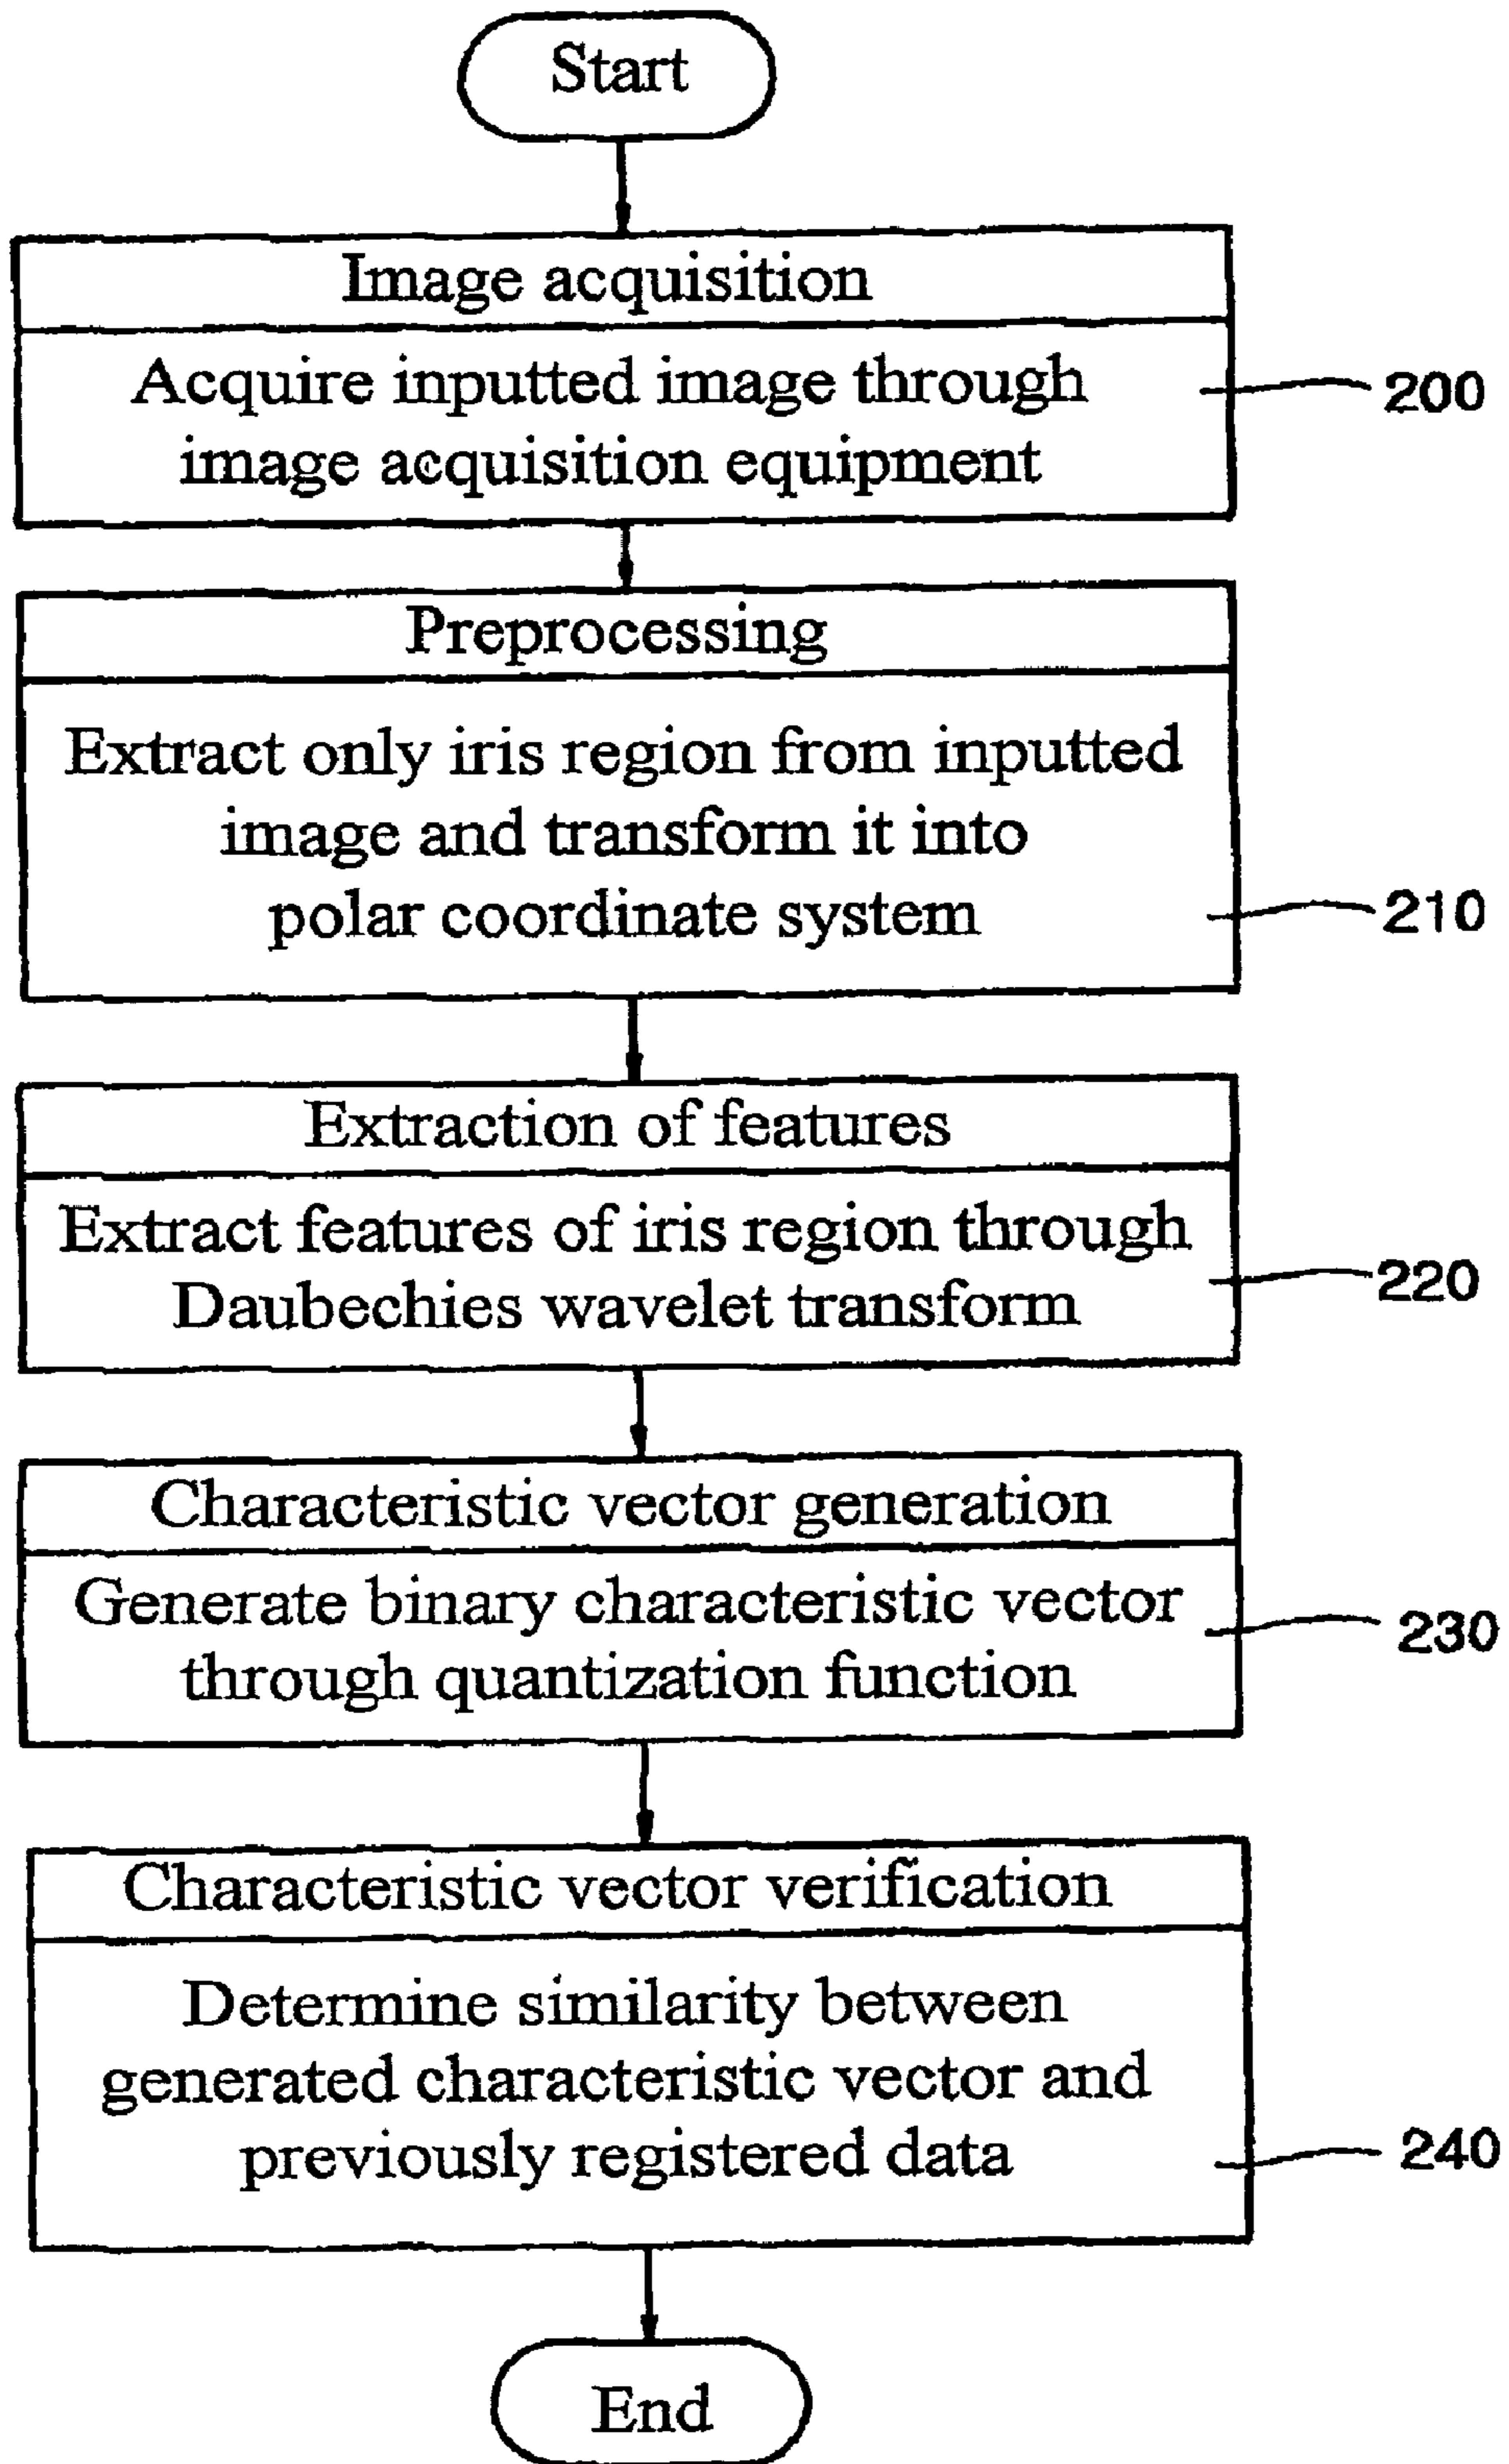 Start
Image acquisition
Acquire inputted image through
image acquisition equipment
200
Preprocessing
Extract only iris region from inputted
image and transform it into
polar coordinate system
210
Extraction of features
Extract features of iris region through
Daubechies wavelet transform
220
Characteristic vector generation
Generate binary characteristic vector
through quantization function
230
Characteristic vector verification
Determine similarity between
generated characteristic vector and
previously registered data
240
End